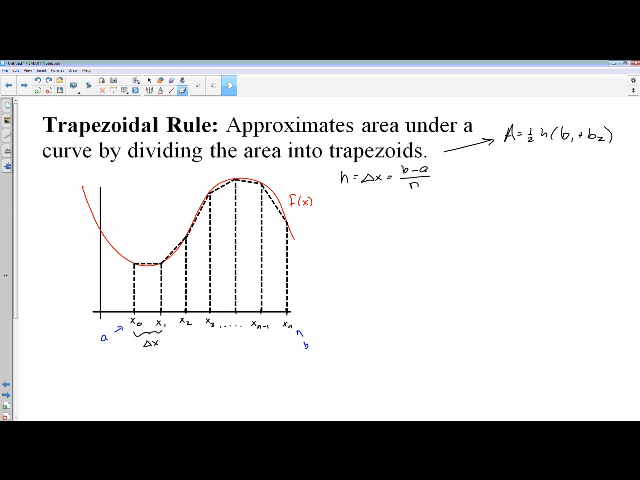 Trapezoidal Rule: Approximates area under a
curve by dividing the area into trapezoids.
A = 1/2 h(b₁ + b₂)
h = Δx = b-a/n
f(x)
x₀ x₁ x₂ x₃ ..... xₙ₋₁ xₙ
a
b
Δx